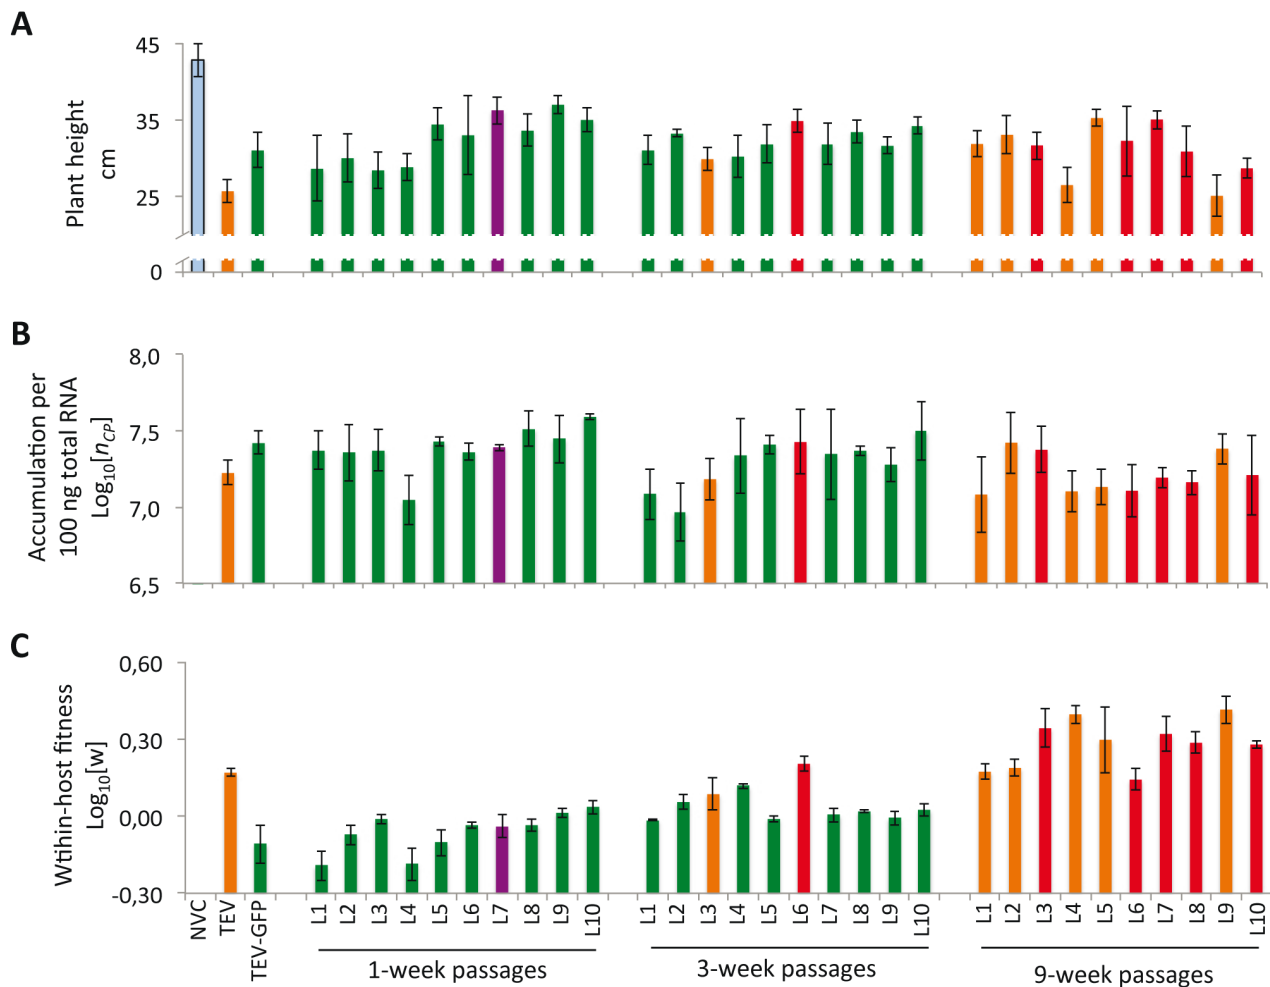 A
Plant height
cm
45
35
25
0
B
Accumulation per
100 ng total RNA
Log10[nCP]
8,0
7,5
7,0
6,5
C
Wtihin-host fitness
Log10[w]
0,60
0,30
0,00
-0,30
NVC TEV TEV-GFP L1 L2 L3 L4 L5 L6 L7 L8 L9 L10 L1 L2 L3 L4 L5 L6 L7 L8 L9 L10 L1 L2 L3 L4 L5 L6 L7 L8 L9 L10
1-week passages 3-week passages 9-week passages